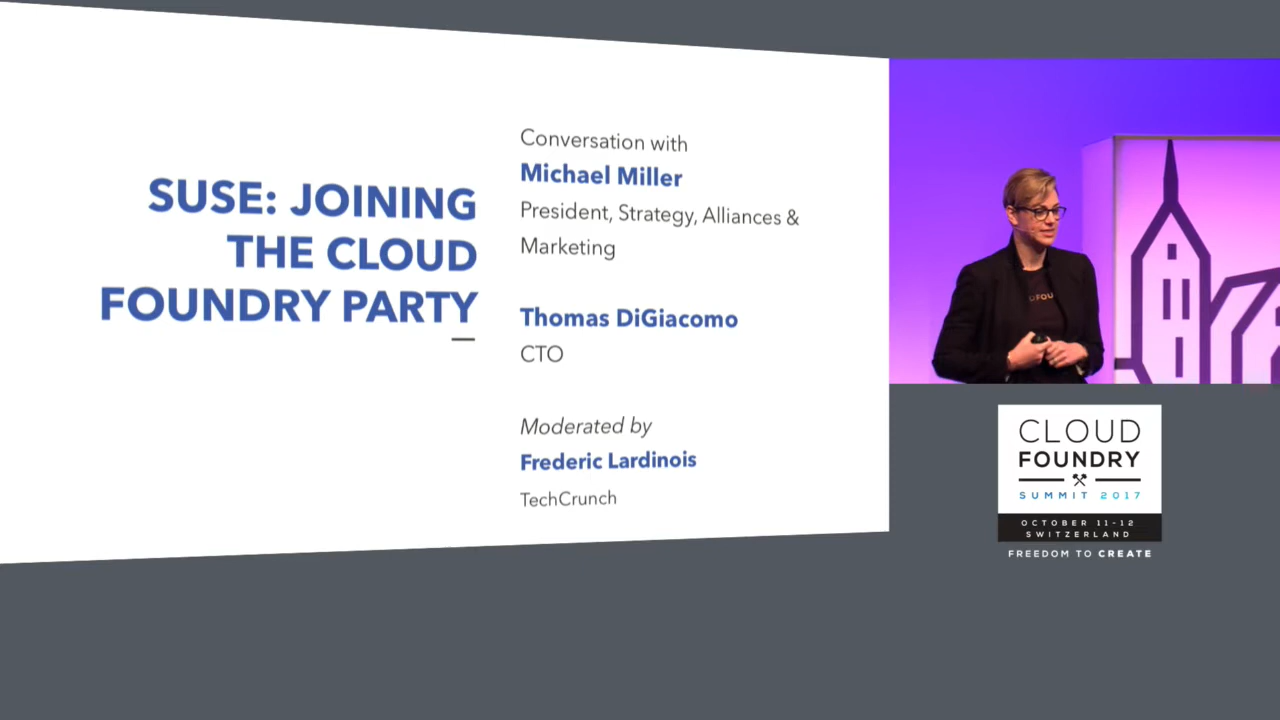 SUSE: JOINING
THE CLOUD
FOUNDRY PARTY
Conversation with
Michael Miller
President, Strategy, Alliances &
Marketing
Thomas DiGiacomo
CTO
Moderated by
Frederic Lardinois
TechCrunch
FOU
CLOUD
FOUNDRY
SUMMIT 2017
OCTOBER 11-12
SWITZERLAND
FREEDOM TO CREATE